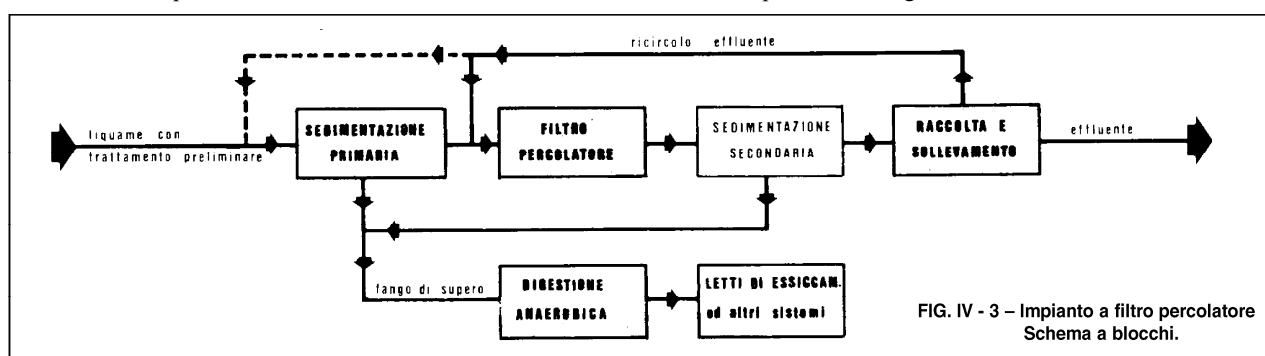 ricircolo effluente
liquame con
trattamento preliminare
SEDIMENTAZIONE
PRIMARIA
FILTRO
PERCOLATORE
SEDIMENTAZIONE
SECONDARIA
RACCOLTA E
SOLLEVAMENTO
effluente
fango di supero
DIGESTIONE
ANAEROBICA
LETTI DI ESSICCAM.
ed altri sistemi
FIG. IV - 3 – Impianto a filtro percolatore
Schema a blocchi.